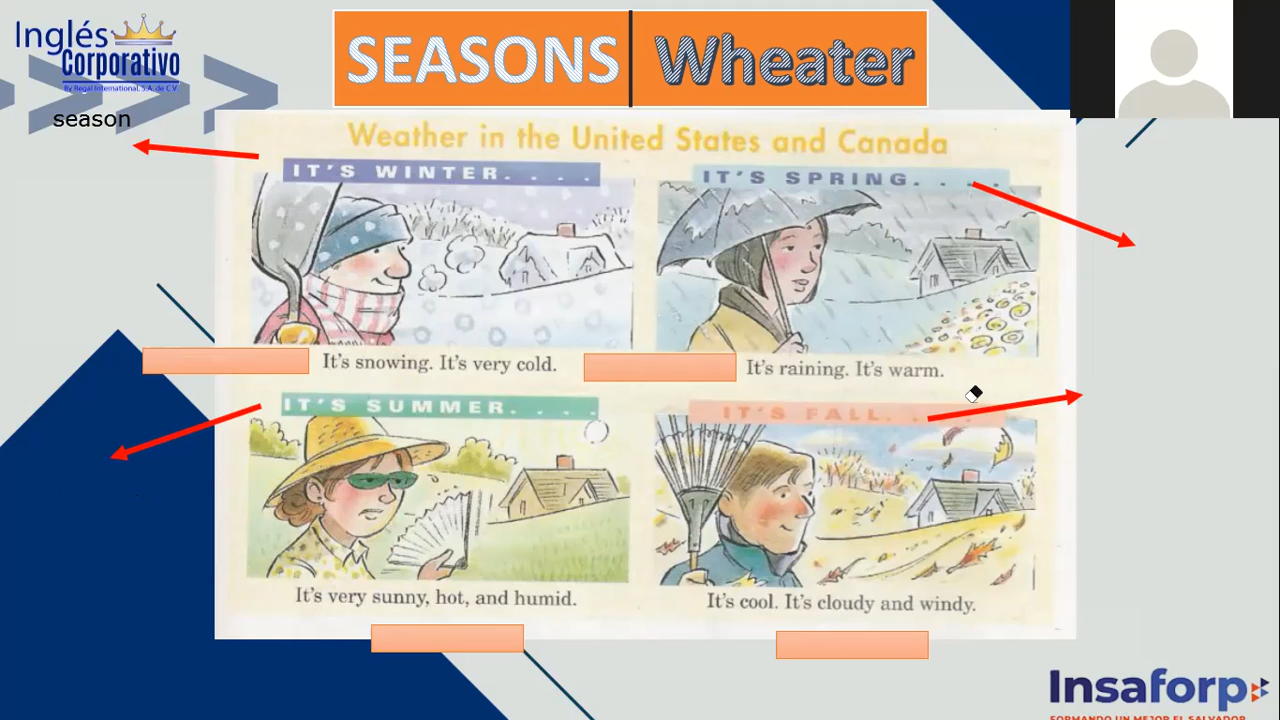 Inglés
Corporativo
By Regal International, S.A. de C.V.
season
SEASONS Wheater
Weather in the United States and Canada
IT'S WINTER. . . .
IT'S SPRING. . . .
It's snowing. It's very cold.
It's raining. It's warm.
IT'S SUMMER. . . .
IT'S FALL. . .
It's very sunny, hot, and humid.
It's cool. It's cloudy and windy.
Insaforp
FORMANDO UN MEJOR EL SALVADOR